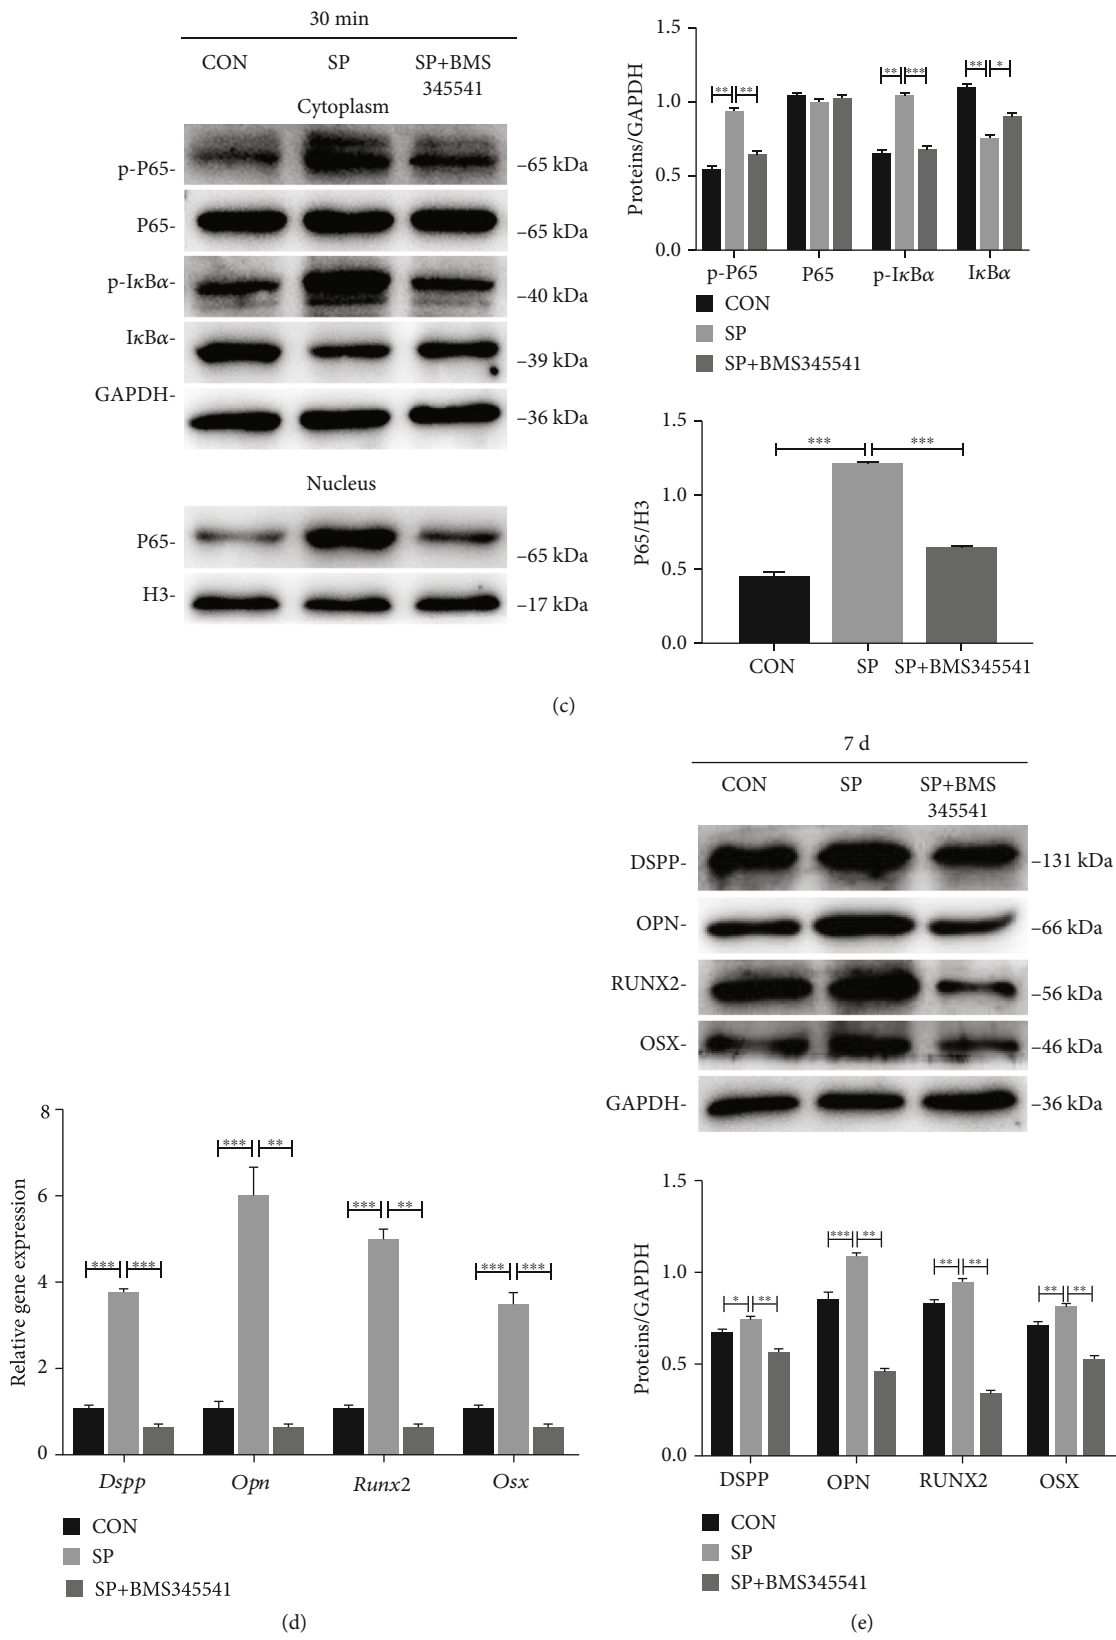 30 min
CON SP SP+BMS
345541
Cytoplasm
p-P65- –65 kDa
P65- –65 kDa
p-IκBα- –40 kDa
IκBα- –39 kDa
GAPDH- –36 kDa
Nucleus
P65- –65 kDa
H3- –17 kDa
Proteins/GAPDH
1.5
1.0
0.5
0.0
** ** ** *** ** *
p-P65 P65 p-IκBα IκBα
CON
SP
SP+BMS345541
P65/H3
1.5
1.0
0.5
0.0
*** ***
CON SP SP+BMS345541
(c)
Relative gene expression
8
6
4
2
0
*** *** *** ** *** ** *** ***
Dspp Opn Runx2 Osx
CON
SP
SP+BMS345541
(d)
7 d
CON SP SP+BMS
345541
DSPP- –131 kDa
OPN- –66 kDa
RUNX2- –56 kDa
OSX- –46 kDa
GAPDH- –36 kDa
Proteins/GAPDH
1.5
1.0
0.5
0.0
* ** *** ** ** ** ** **
DSPP OPN RUNX2 OSX
CON
SP
SP+BMS345541
(e)